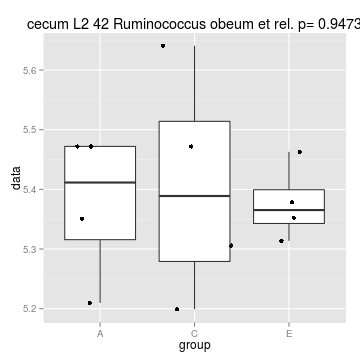 cecum L2 42 Ruminococcus obeum et rel. p= 0.9473
5.6
5.5
5.4
5.3
5.2
data
A C E
group